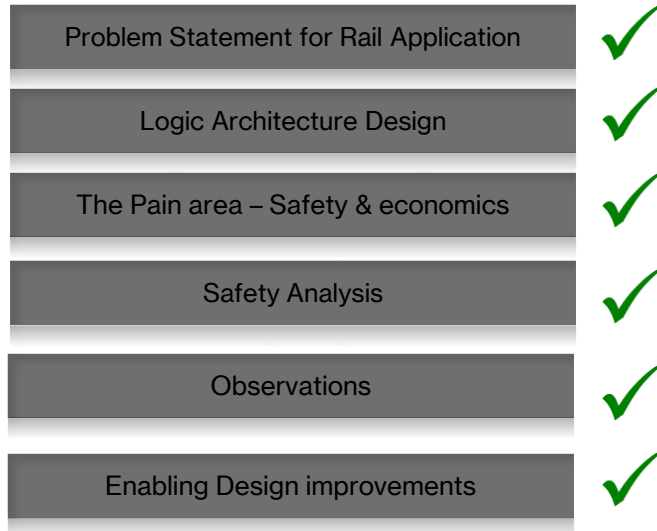 Problem Statement for Rail Application
Logic Architecture Design
The Pain area – Safety & economics
Safety Analysis
Observations
Enabling Design improvements